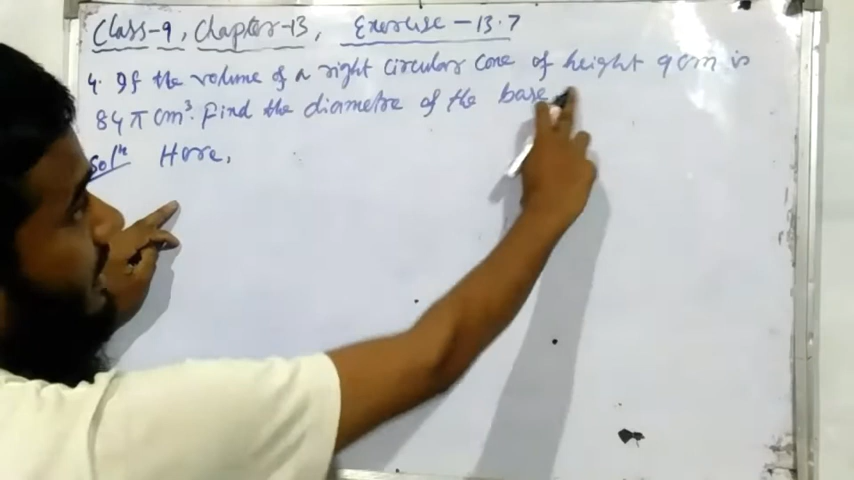 Class-9, Chapter-13, Exercise-13.7
4. If the volume of a right circular cone of height 9cm is
84π cm³. Find the diametre of the base
Solⁿ Here,